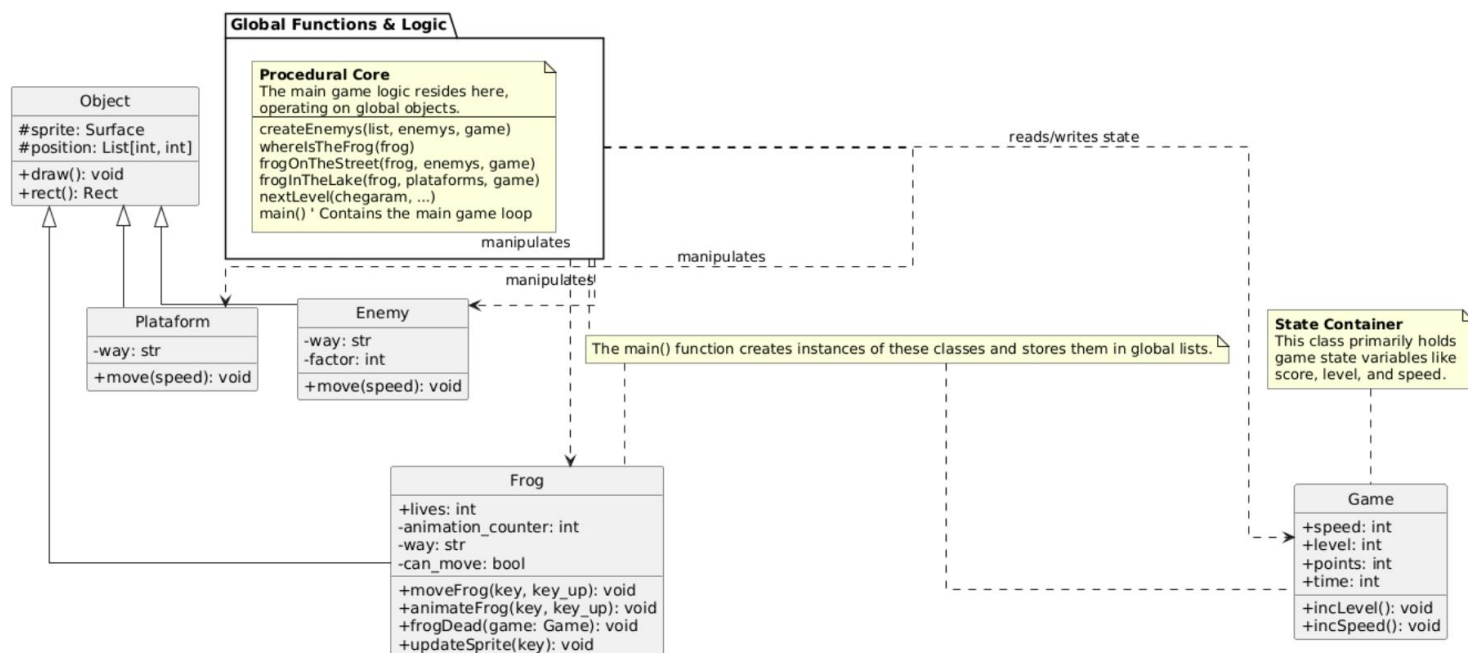 Global Functions & Logic
Procedural Core
The main game logic resides here,
operating on global objects.
createEnemys(list, enemys, game)
whereIsTheFrog(frog)
frogOnTheStreet(frog, enemys, game)
frogInTheLake(frog, plataforms, game)
nextLevel(chegaram, ...)
main() ' Contains the main game loop
Object
#sprite: Surface
#position: List[int, int]
+draw(): void
+rect(): Rect
reads/writes state
manipulates
manipulates
manipulates
Plataform
-way: str
+move(speed): void
Enemy
-way: str
-factor: int
+move(speed): void
The main() function creates instances of these classes and stores them in global lists.
State Container
This class primarily holds
game state variables like
score, level, and speed.
Frog
+lives: int
-animation_counter: int
-way: str
-can_move: bool
+moveFrog(key, key_up): void
+animateFrog(key, key_up): void
+frogDead(game: Game): void
+updateSprite(key): void
Game
+speed: int
+level: int
+points: int
+time: int
+incLevel(): void
+incSpeed(): void